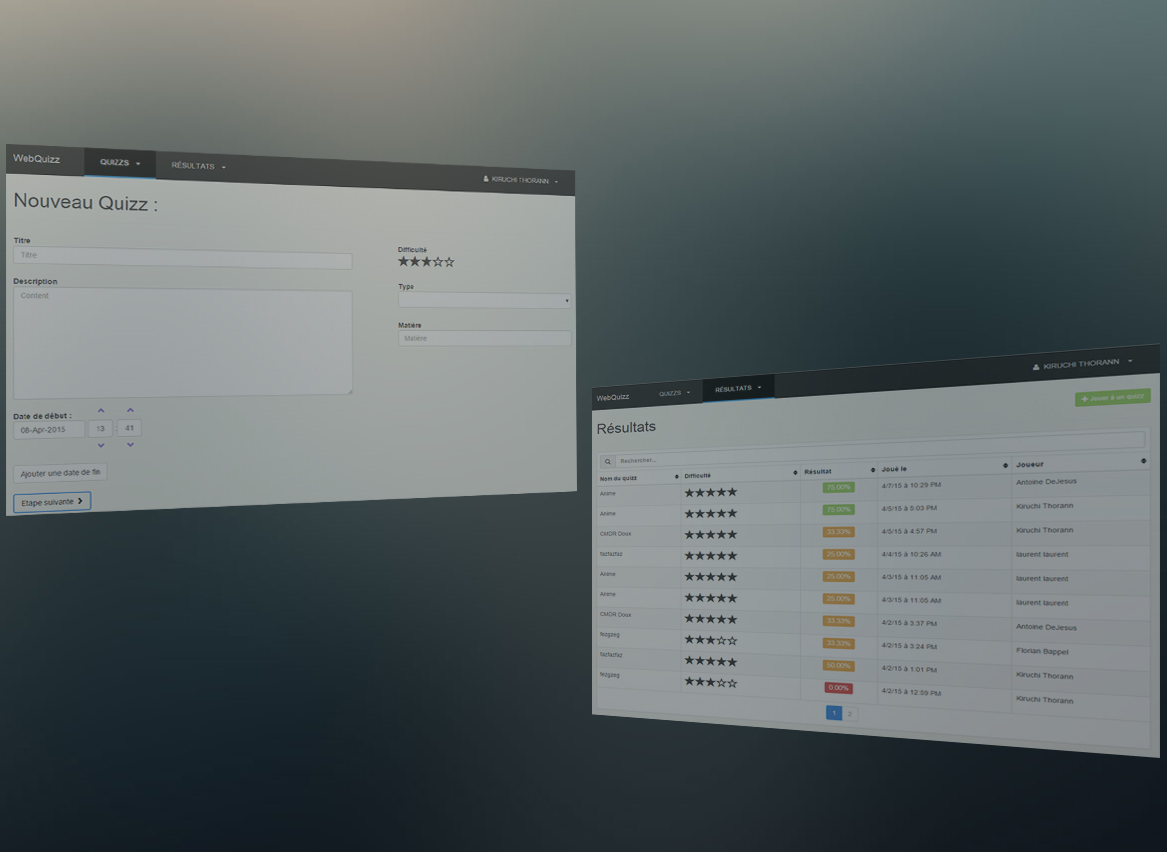 WebQuizz QUIZZS RÉSULTATS KIRUCHI THORANN
Nouveau Quizz :
Titre
Titre
Description
Content
Difficulté
Type
Matière
Matière
Date de début :
08-Apr-2015 13 : 41
Ajouter une date de fin
Etape suivante
WebQuizz QUIZZS RÉSULTATS KIRUCHI THORANN
Jouer à un quizz
Résultats
Rechercher...
Nom du quizz Difficulté Résultat Joué le Joueur
Anime 75.00% 4/7/15 à 10:29 PM Antoine DeJesus
Anime 75.00% 4/5/15 à 5:03 PM Kiruchi Thorann
CMDR Doux 33.33% 4/5/15 à 4:57 PM Kiruchi Thorann
fazfazfaz 25.00% 4/4/15 à 10:26 AM laurent laurent
Anime 25.00% 4/3/15 à 11:05 AM laurent laurent
Anime 25.00% 4/3/15 à 11:05 AM laurent laurent
CMDR Doux 33.33% 4/2/15 à 3:37 PM Antoine DeJesus
fezgzeg 33.33% 4/2/15 à 3:24 PM Florian Bappel
fazfazfaz 50.00% 4/2/15 à 1:01 PM Kiruchi Thorann
fezgzeg 0.00% 4/2/15 à 12:59 PM Kiruchi Thorann
1 2